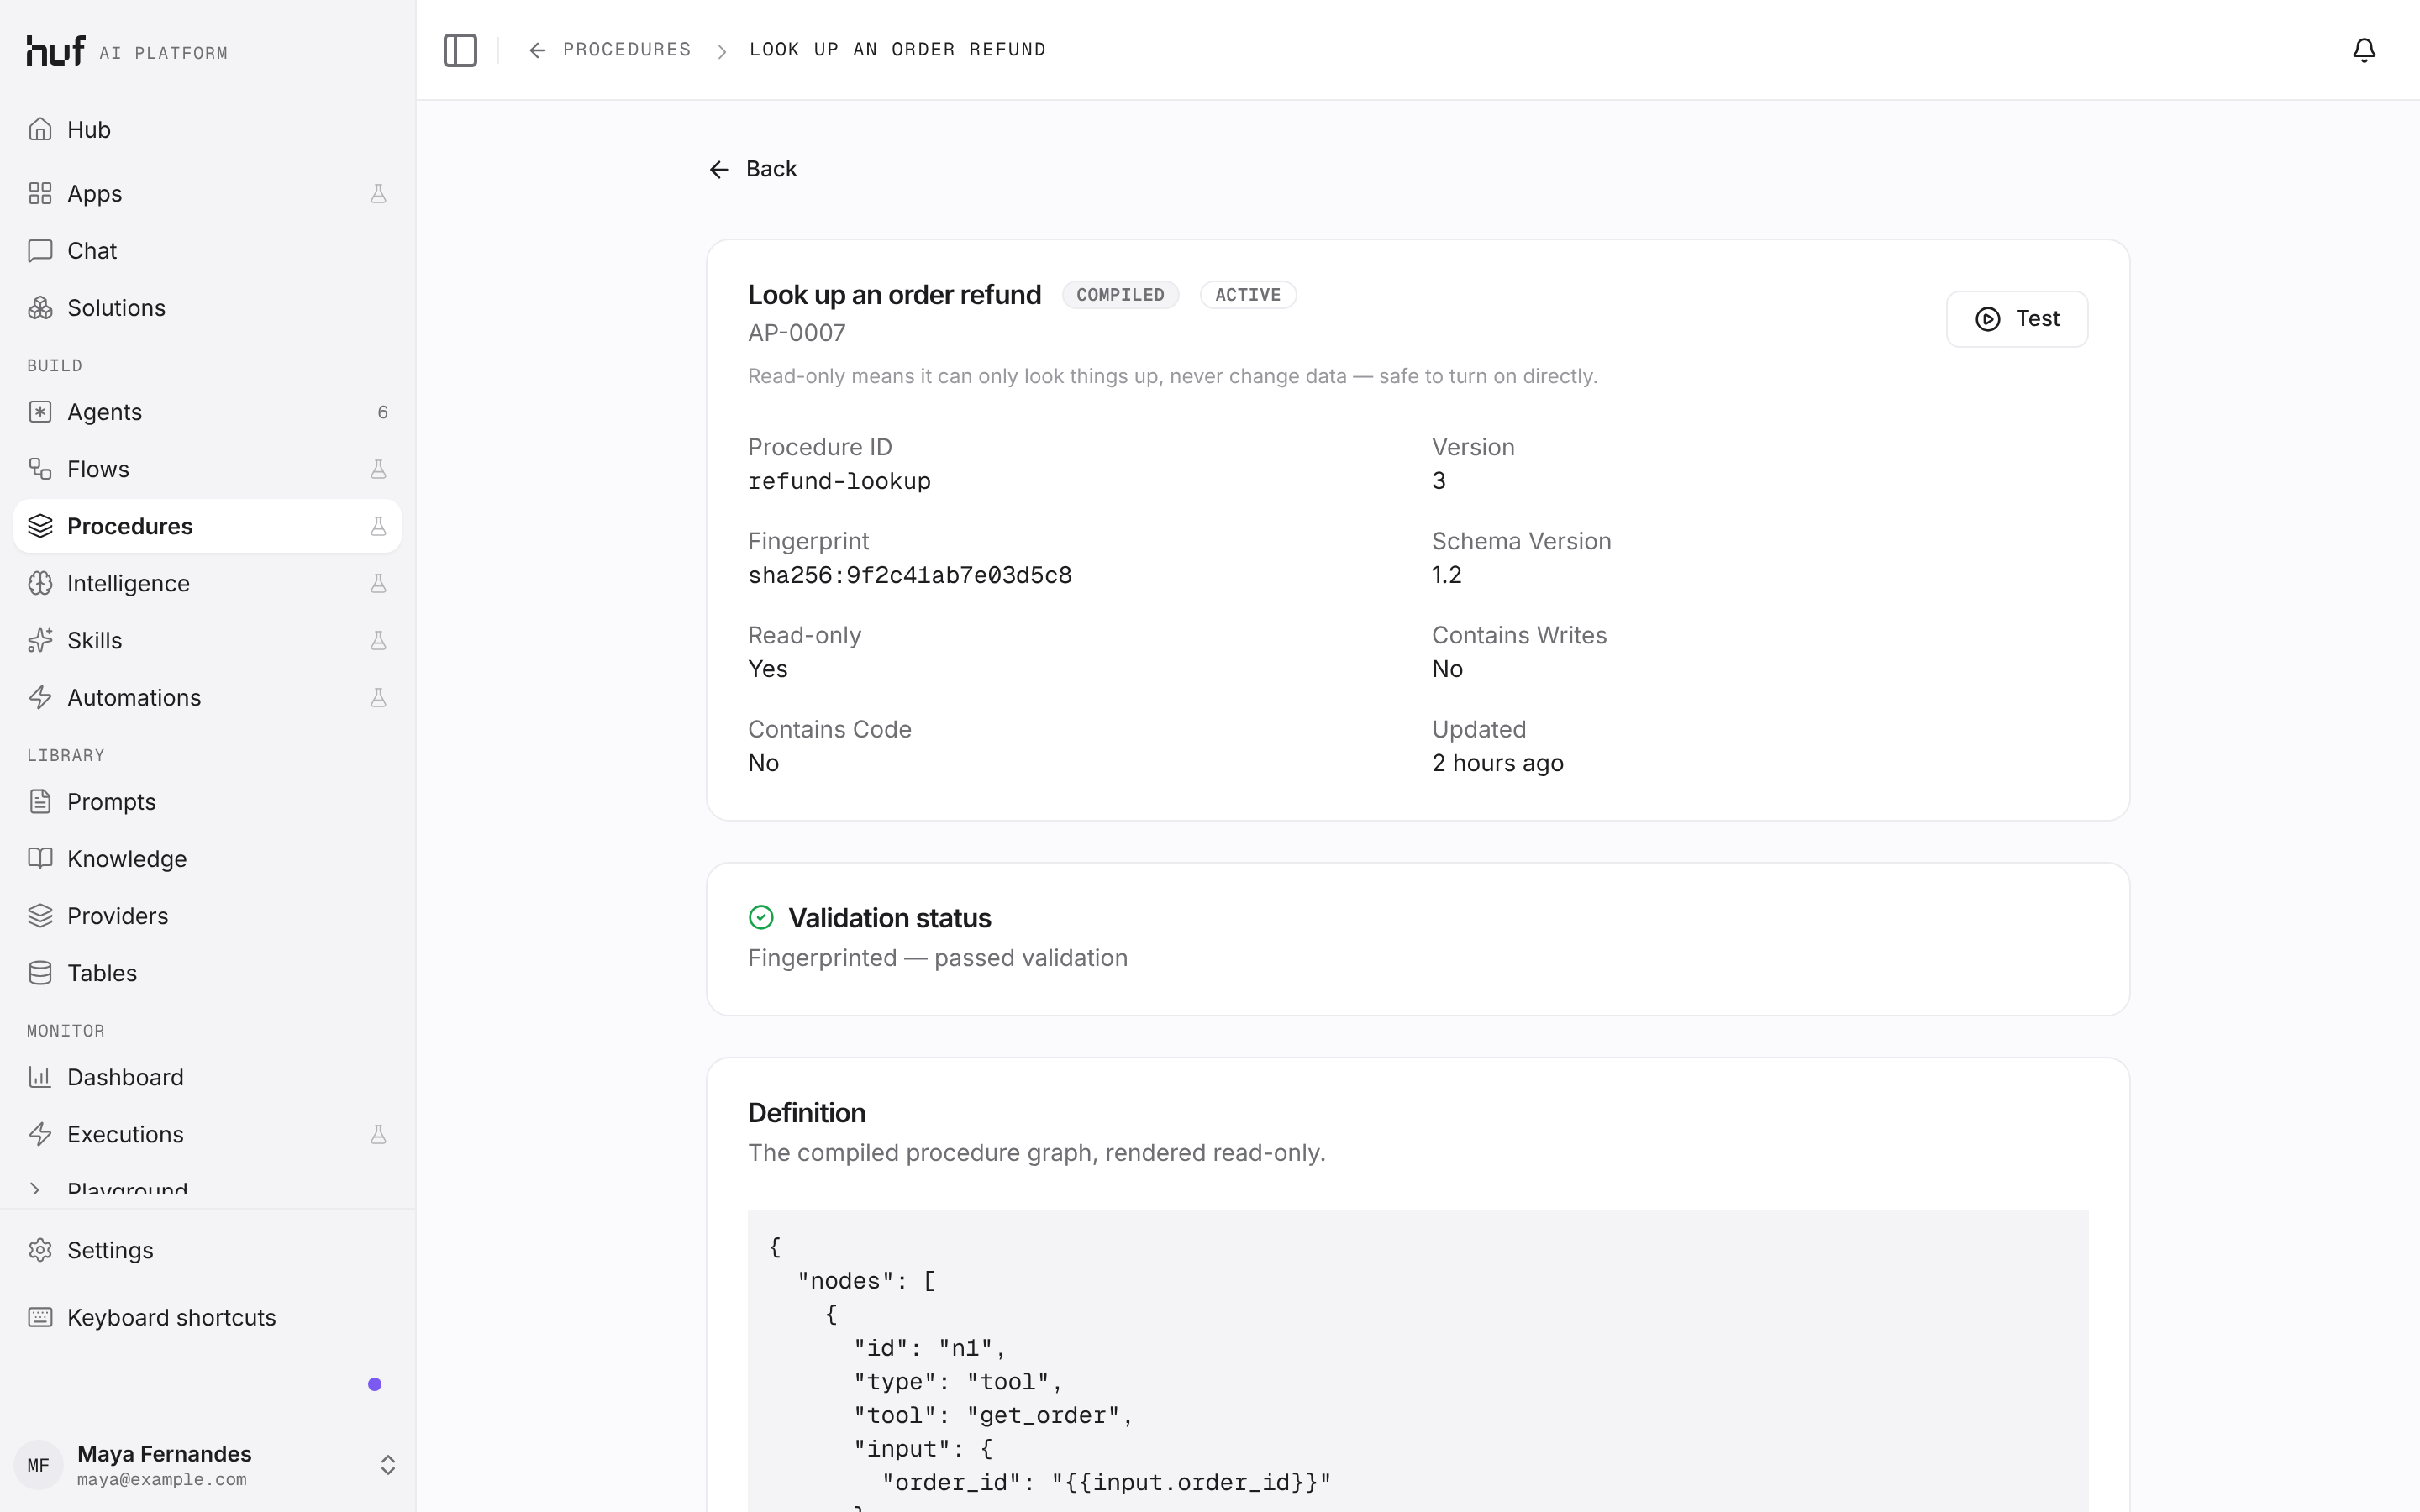 huf AI PLATFORM
Hub
Apps
Chat
Solutions
BUILD
Agents 6
Flows
Procedures
Intelligence
Skills
Automations
LIBRARY
Prompts
Knowledge
Providers
Tables
MONITOR
Dashboard
Executions
Playground
Settings
Keyboard shortcuts
MF
Maya Fernandes
maya@example.com
PROCEDURES > LOOK UP AN ORDER REFUND
Back
Look up an order refund COMPILED ACTIVE
AP-0007
Read-only means it can only look things up, never change data — safe to turn on directly.
Test
Procedure ID
refund-lookup
Version
3
Fingerprint
sha256:9f2c41ab7e03d5c8
Schema Version
1.2
Read-only
Yes
Contains Writes
No
Contains Code
No
Updated
2 hours ago
Validation status
Fingerprinted — passed validation
Definition
The compiled procedure graph, rendered read-only.
{
"nodes": [
{
"id": "n1",
"type": "tool",
"tool": "get_order",
"input": {
"order_id": "{{input.order_id}}"
}